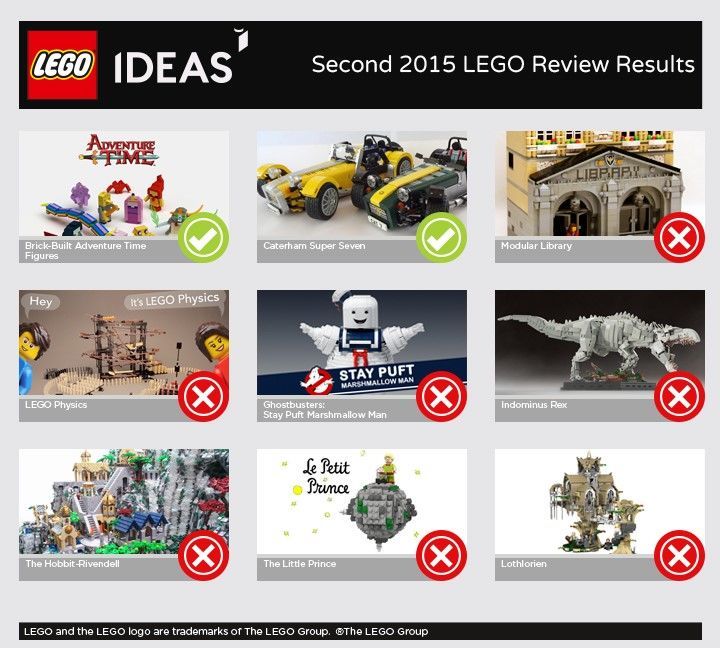 LEGO IDEAS
Second 2015 LEGO Review Results
ADVENTURE
TIME
Brick-Built Adventure Time
Figures
Caterham Super Seven
LIBRARY
Modular Library
Hey
It's LEGO Physics
LEGO Physics
STAY PUFT
MARSHMALLOW MAN
Ghostbusters:
Stay Puft Marshmallow Man
Indominus Rex
The Hobbit-Rivendell
Le Petit
Prince
The Little Prince
Lothlorien
LEGO and the LEGO logo are trademarks of The LEGO Group. ®The LEGO Group